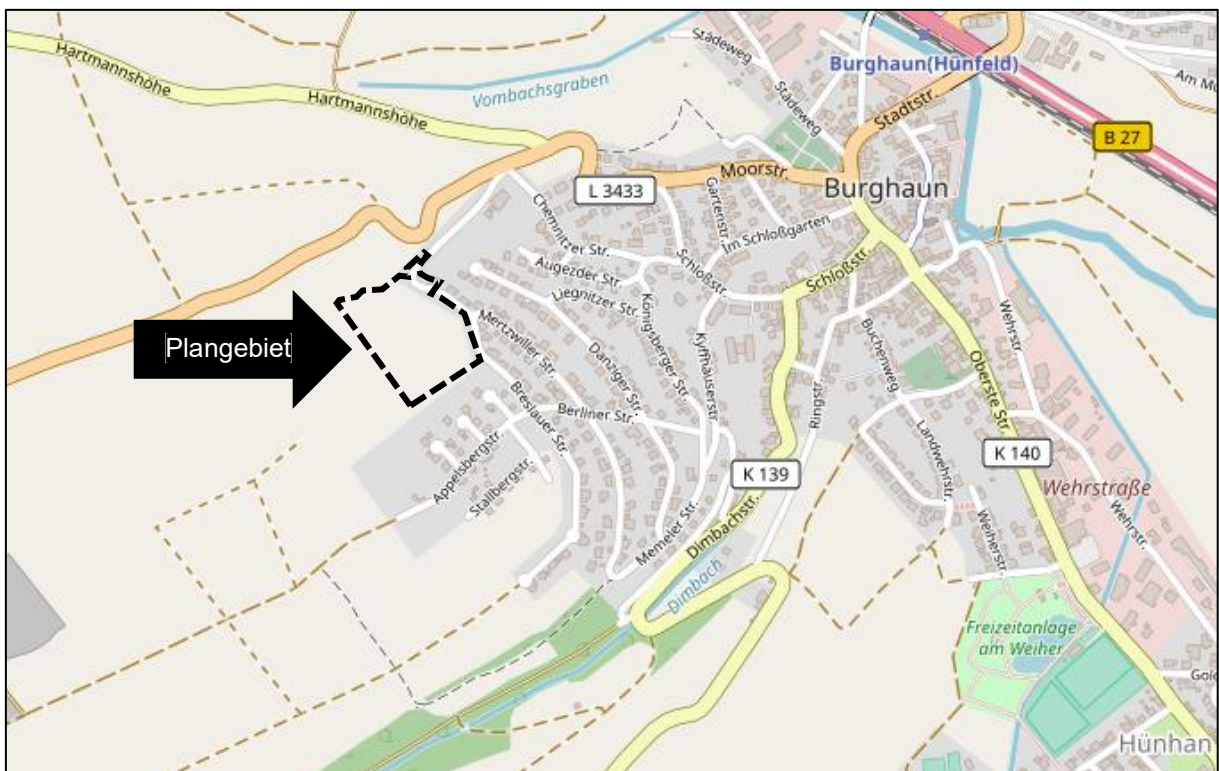 Hartmannshöhe
Hartmannshöhe
Vombachsgraben
Städeweg
Städeweg
Burghaun(Hünfeld)
Stadtstr.
Am Mü
B 27
Moorstr.
L 3433
Burghaun
Gartenstr.
Im Schloßgarten
Chemnitzer Str.
Schloßstr.
Schloßstr.
Augezder Str.
Liegnitzer Str.
Königsberger Str.
Kyffhäuserstr.
Mertzwiller Str.
Danziger Str.
Plangebiet
Breslauer Str.
Berliner Str.
Appelsbergstr.
Stallbergstr.
Memeler Str.
Dimbachstr.
Dimbach
K 139
Ringstr.
Buchenweg
Landwehrstr.
Weiherstr.
Oberste Str.
Wehrstr.
K 140
Wehrstraße
Wehrstr.
Freizeitanlage
am Weiher
Gol
Hünhan